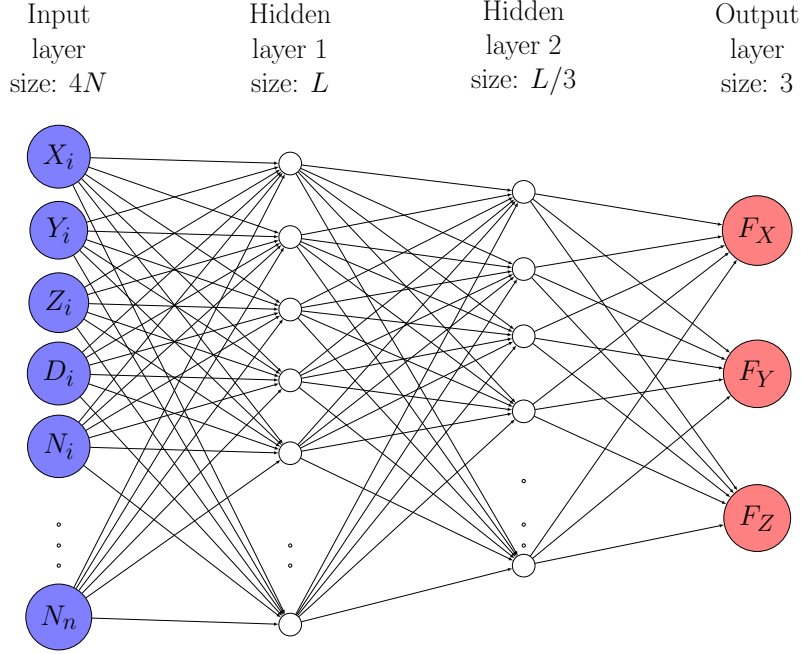 Input
layer
size: 4N
Hidden
layer 1
size: L
Hidden
layer 2
size: L/3
Output
layer
size: 3
X_i
Y_i
Z_i
D_i
N_i
N_n
F_X
F_Y
F_Z